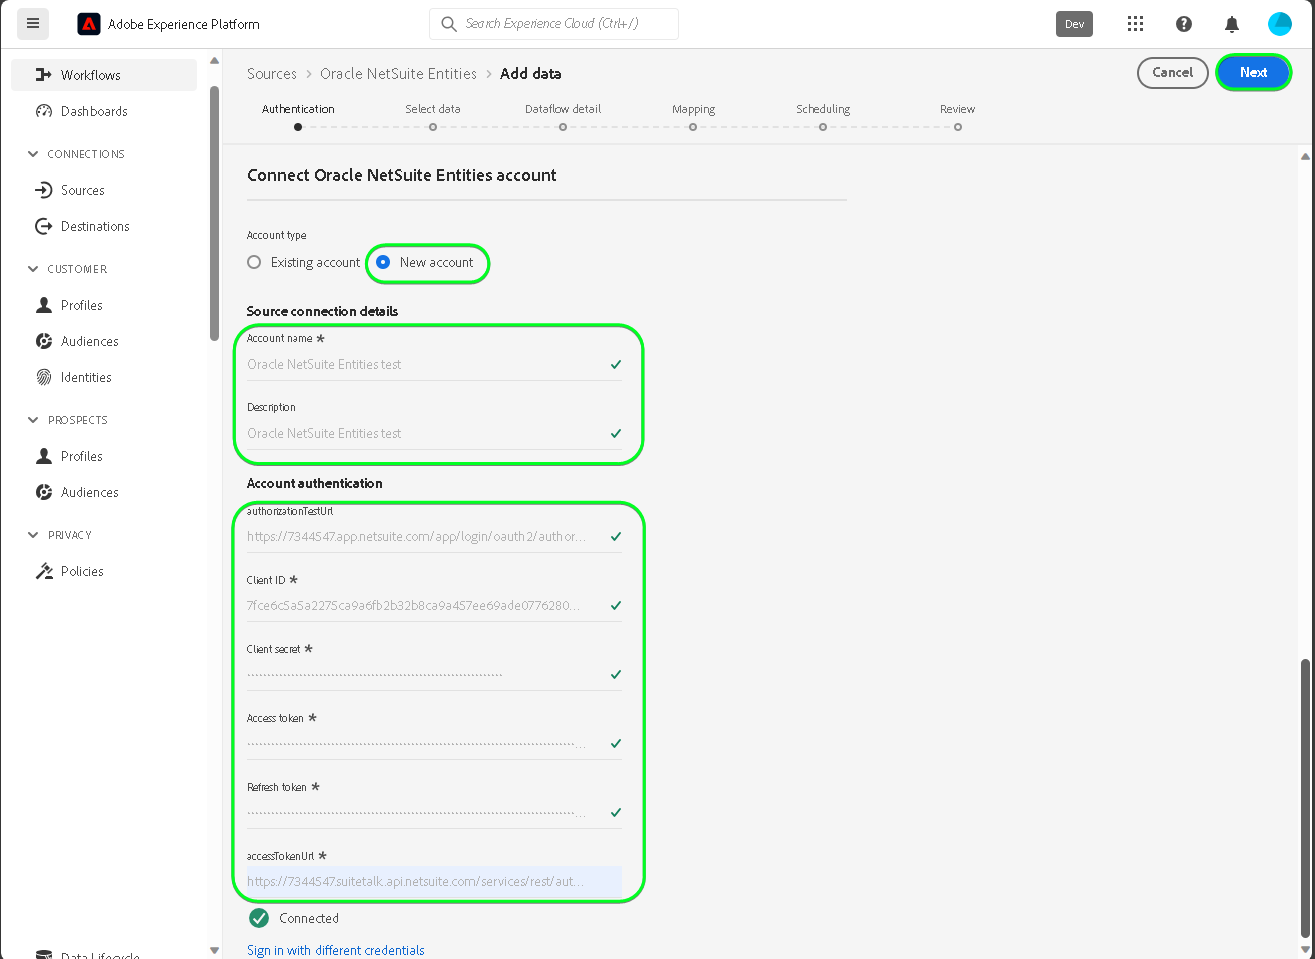 Adobe Experience Platform
Search Experience Cloud (Ctrl+/)
Dev
Workflows
Dashboards
CONNECTIONS
Sources
Destinations
CUSTOMER
Profiles
Audiences
Identities
PROSPECTS
Profiles
Audiences
PRIVACY
Policies
Data Lifecycle
Sources > Oracle NetSuite Entities > Add data
Cancel
Next
Authentication
Select data
Dataflow detail
Mapping
Scheduling
Review
Connect Oracle NetSuite Entities account
Account type
Existing account
New account
Source connection details
Account name *
Oracle NetSuite Entities test
Description
Oracle NetSuite Entities test
Account authentication
authorizationTestUrl
https://7344547.app.netsuite.com/app/login/oauth2/author...
Client ID *
7fce6c5a5a2275ca9a6fb2b32b8ca9a457ee69ade0776280...
Client secret *
Access token *
Refresh token *
accessTokenUrl *
https://7344547.suitetalk.api.netsuite.com/services/rest/aut...
Connected
Sign in with different credentials